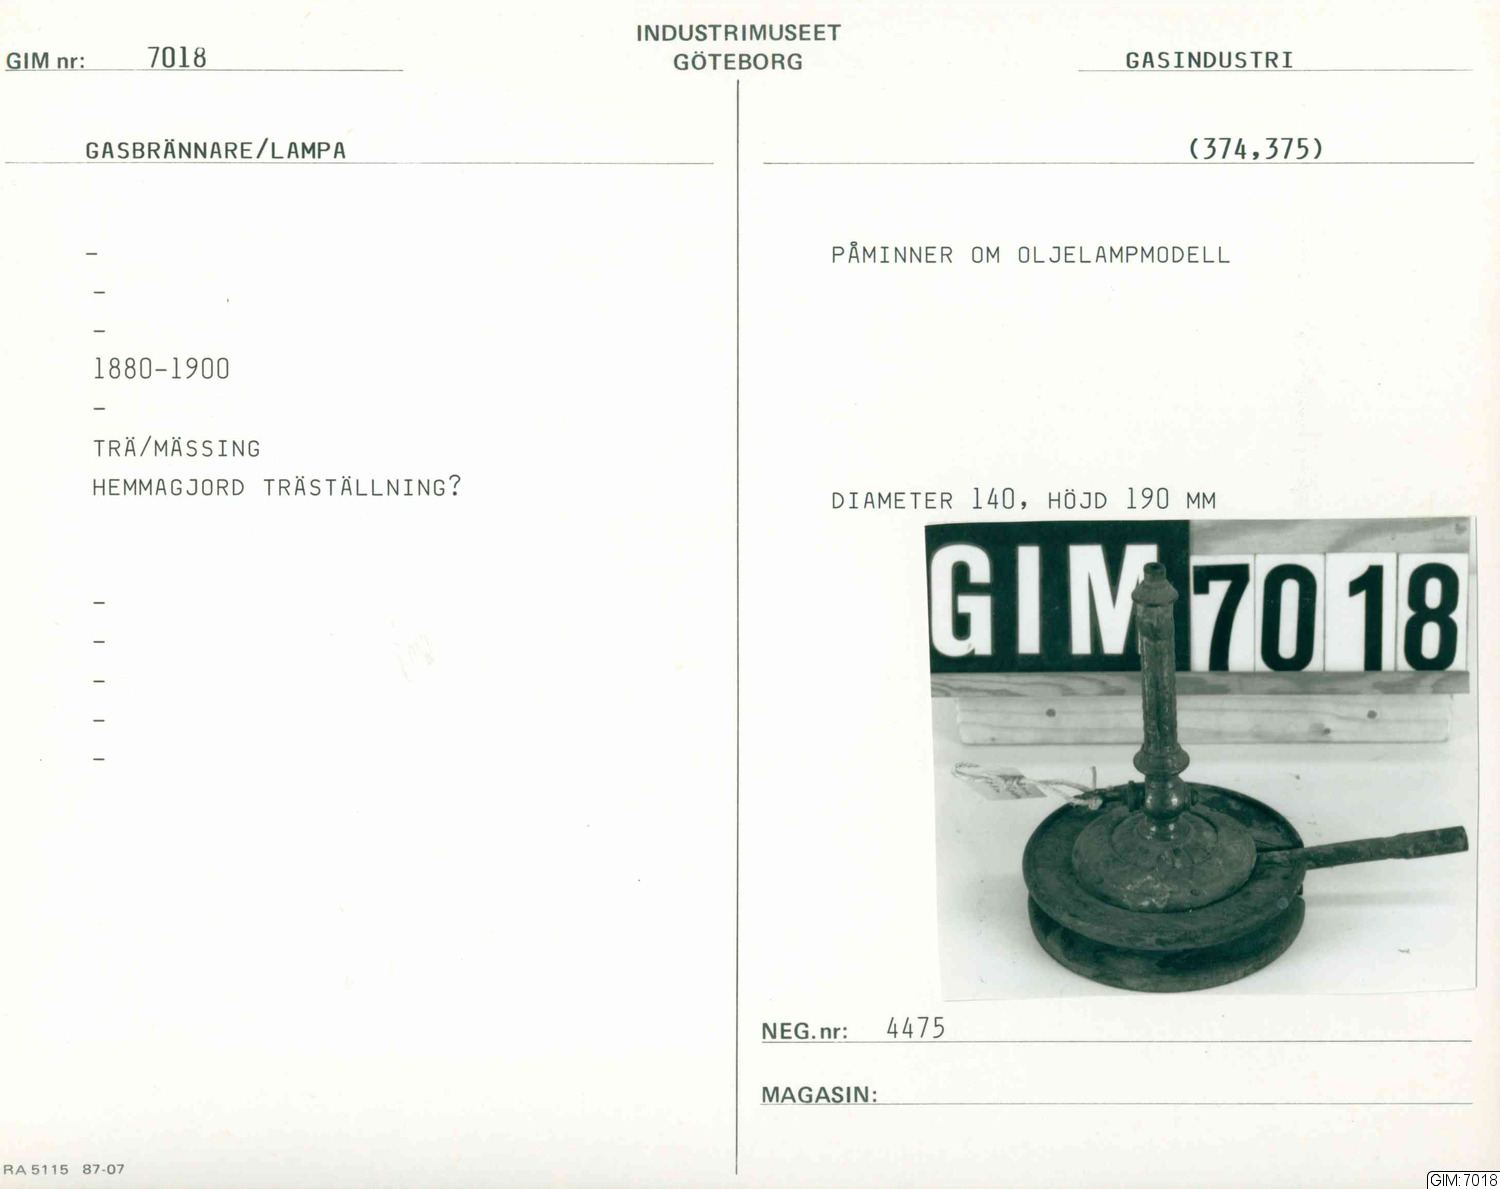 INDUSTRIMUSEET
GÖTEBORG
GIM nr: 7018
GASINDUSTRI
GASBRÄNNARE/LAMPA
(374,375)
-
-
-
1880-1900
-
TRÄ/MÄSSING
HEMMAGJORD TRÄSTÄLLNING?
-
-
-
-
-
PÅMINNER OM OLJELAMPMODELL
DIAMETER 140, HÖJD 190 MM
GIM 7018
NEG.nr: 4475
MAGASIN:
RA 5115 87-07
GIM:7018